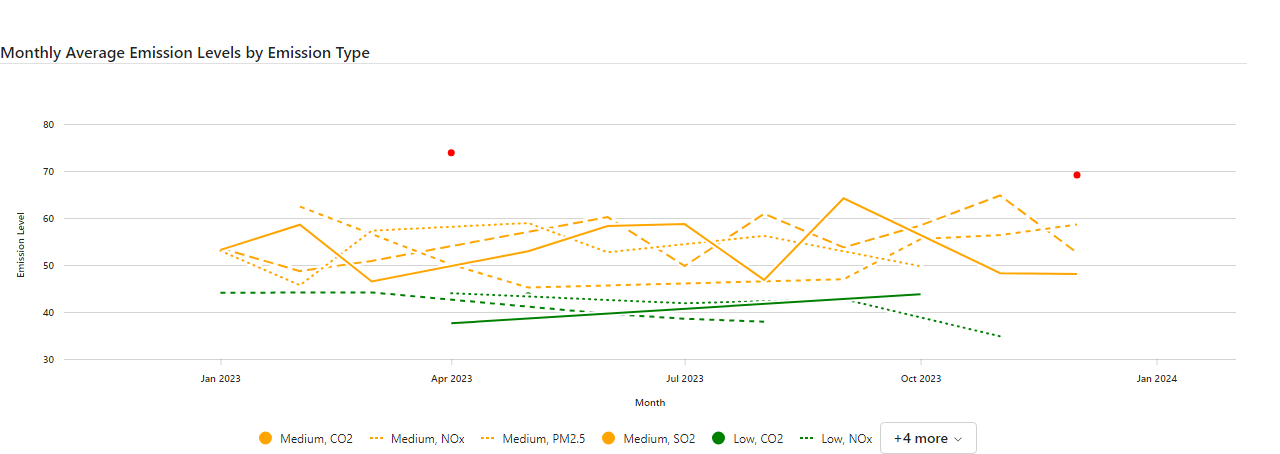 Monthly Average Emission Levels by Emission Type
80
70
60
50
40
30
Emission Level
Jan 2023 Apr 2023 Jul 2023 Oct 2023 Jan 2024
Month
Medium, CO2 Medium, NOx Medium, PM2.5 Medium, SO2 Low, CO2 Low, NOx +4 more